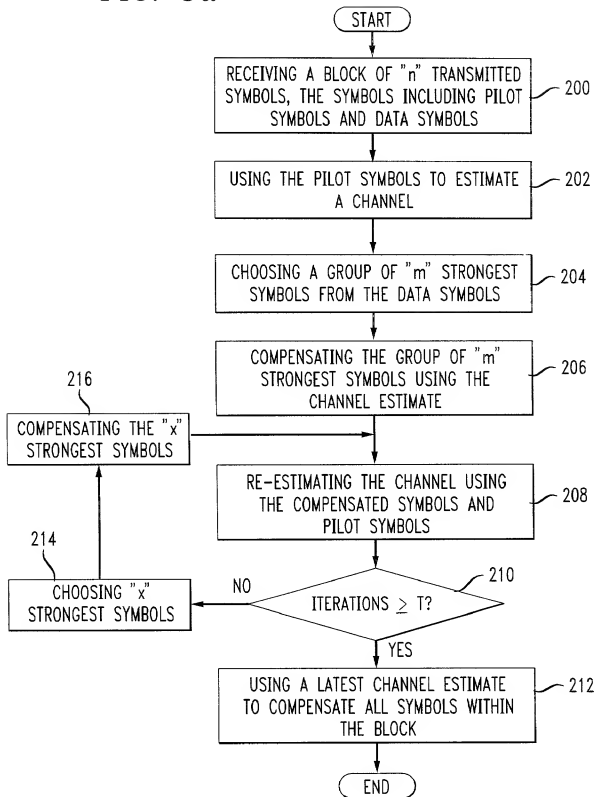 START
RECEIVING A BLOCK OF "n" TRANSMITTED
SYMBOLS, THE SYMBOLS INCLUDING PILOT
SYMBOLS AND DATA SYMBOLS
200
USING THE PILOT SYMBOLS TO ESTIMATE
A CHANNEL
202
CHOOSING A GROUP OF "m" STRONGEST
SYMBOLS FROM THE DATA SYMBOLS
204
COMPENSATING THE GROUP OF "m"
STRONGEST SYMBOLS USING THE
CHANNEL ESTIMATE
206
216
COMPENSATING THE "x"
STRONGEST SYMBOLS
RE-ESTIMATING THE CHANNEL USING
THE COMPENSATED SYMBOLS AND
PILOT SYMBOLS
208
214
CHOOSING "x"
STRONGEST SYMBOLS
NO
ITERATIONS ≥ T?
210
YES
USING A LATEST CHANNEL ESTIMATE
TO COMPENSATE ALL SYMBOLS WITHIN
THE BLOCK
212
END